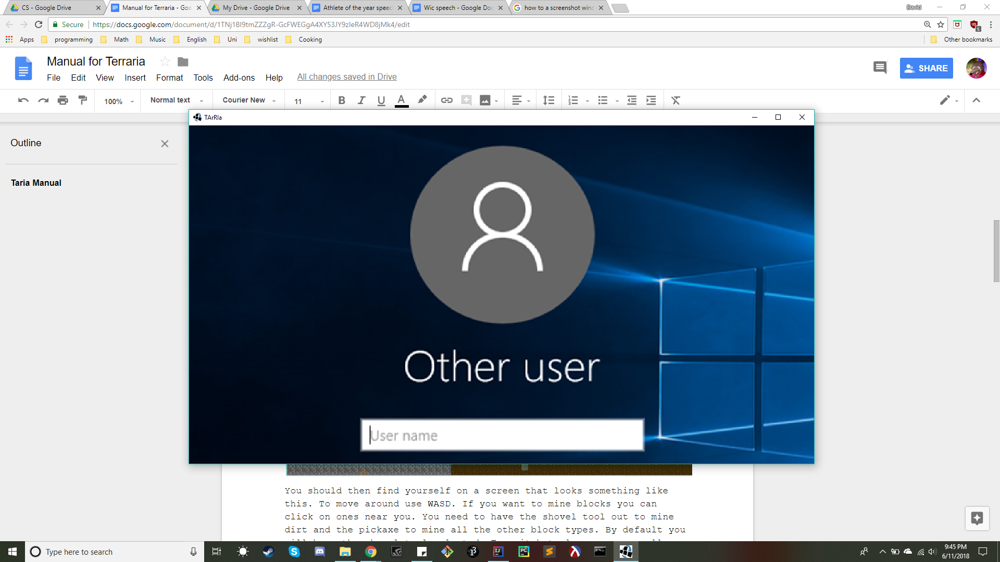 CS - Google Drive
Manual for Terraria - Goo
My Drive - Google Drive
Athlete of the year speec
Wic speech - Google Doc
how to a screenshot wind
David
Secure
https://docs.google.com/document/d/1TNj1Bl9tmZZZgR-GcFWEGgA4XY53JY9zIeR4WD8jMk4/edit
5
Apps programming Math Music English Uni wishlist Cooking Other bookmarks
Manual for Terraria
File Edit View Insert Format Tools Add-ons Help All changes saved in Drive
SHARE
100% Normal text Courier New 11
TArRIa
Outline
Taria Manual
Other user
User name
You should then find yourself on a screen that looks something like
this. To move around use WASD. If you want to mine blocks you can
click on ones near you. You need to have the shovel tool out to mine
dirt and the pickaxe to mine all the other block types. By default you
Type here to search
9:45 PM
6/11/2018